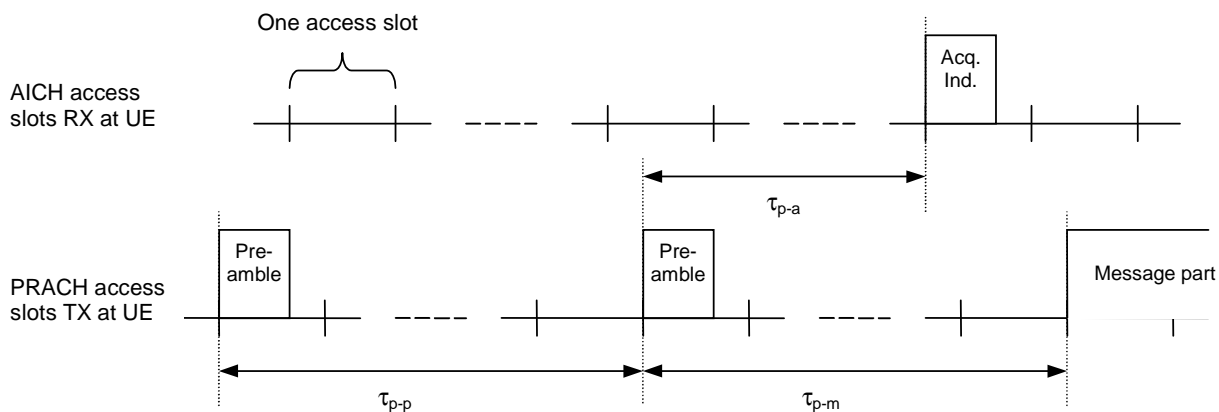 One access slot
AICH access
slots RX at UE
Acq.
Ind.
τp-a
PRACH access
slots TX at UE
Pre-
amble
Pre-
amble
Message part
τp-p
τp-m